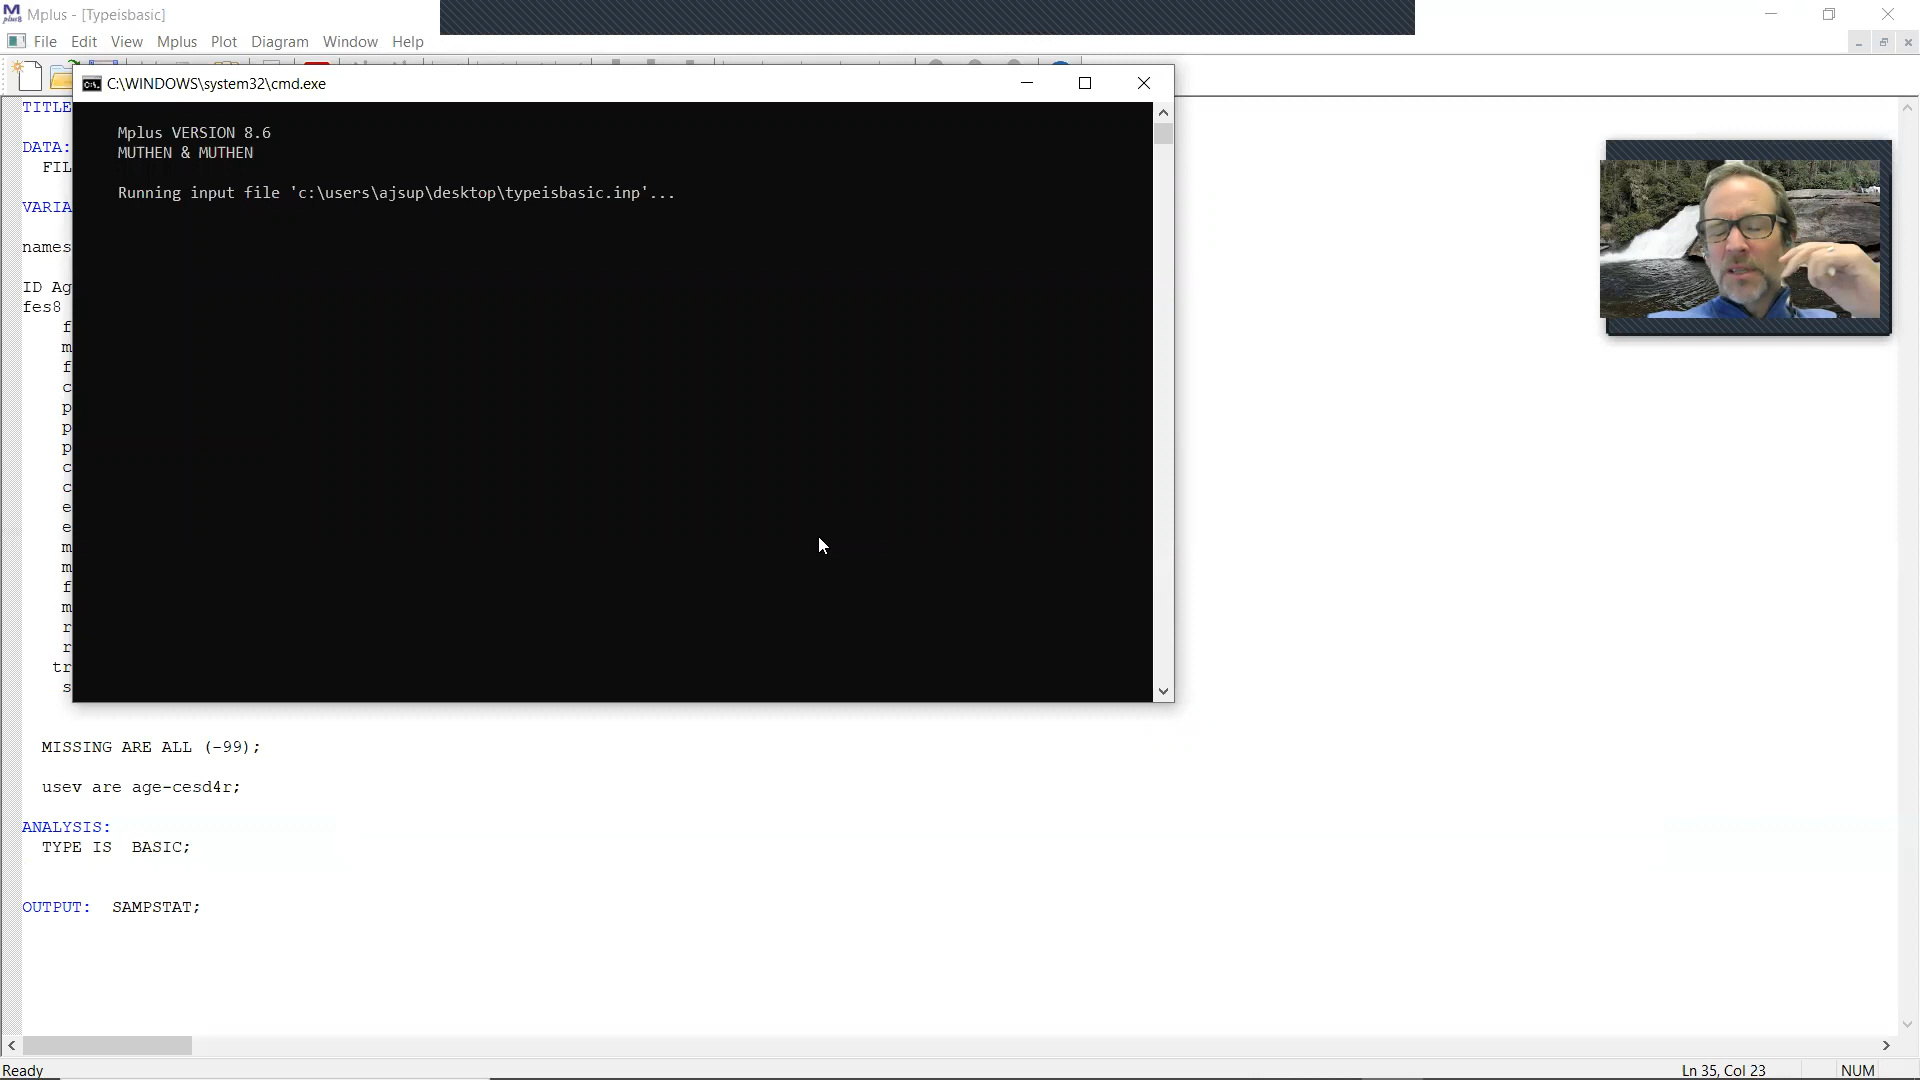 Mplus - [Typeisbasic]
File Edit View Mplus Plot Diagram Window Help
C:\WINDOWS\system32\cmd.exe
Mplus VERSION 8.6
MUTHEN & MUTHEN
Running input file 'c:\users\ajsup\desktop\typeisbasic.inp'...
TITLE
DATA:
FIL
VARIA
names
ID Ag
fes8
f
m
f
c
p
p
p
c
c
e
e
m
m
f
m
r
r
tr
s
MISSING ARE ALL (-99);
usev are age-cesd4r;
ANALYSIS:
TYPE IS BASIC;
OUTPUT: SAMPSTAT;
Ready Ln 35, Col 23 NUM